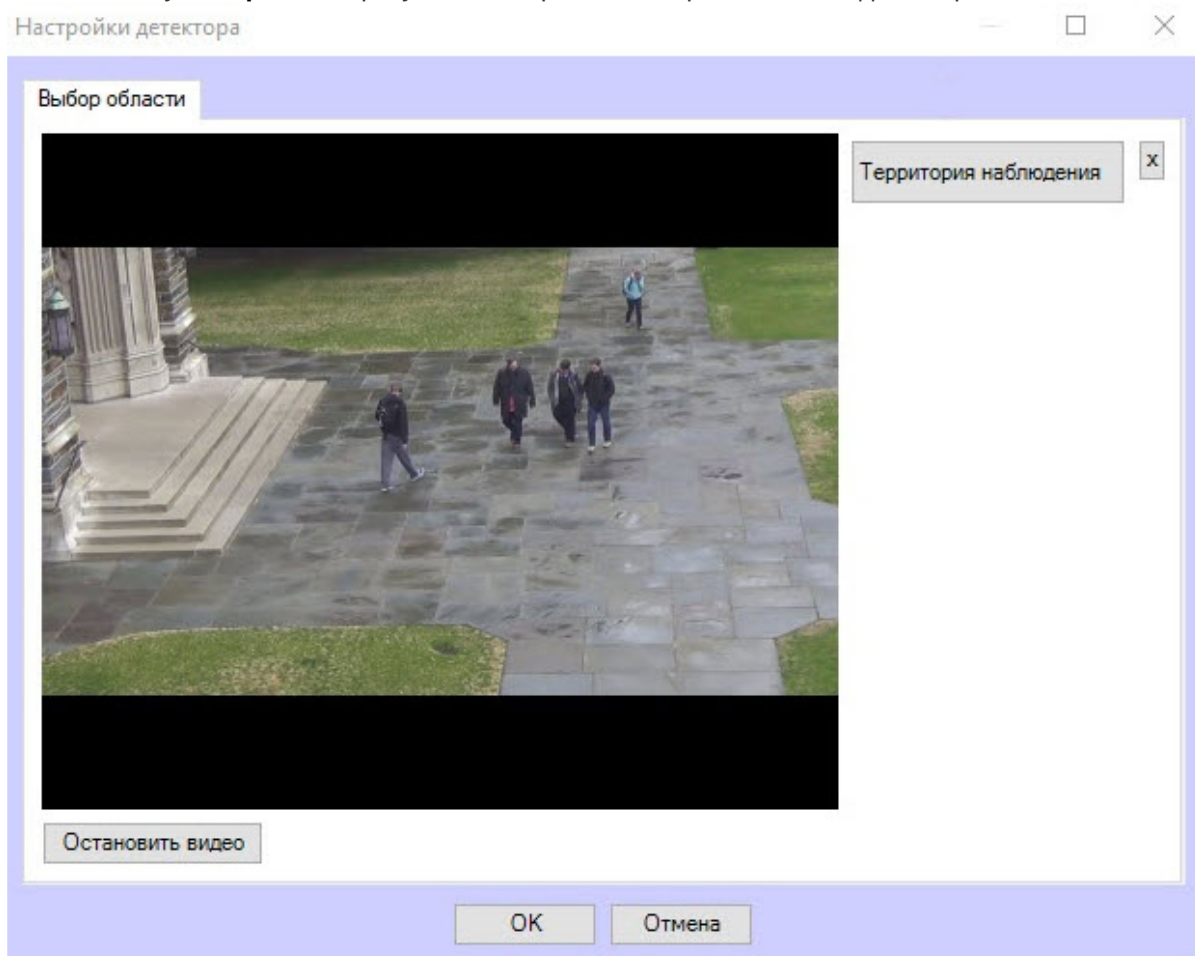 Настройки детектора
Выбор области
Территория наблюдения
x
Остановить видео
OK
Отмена